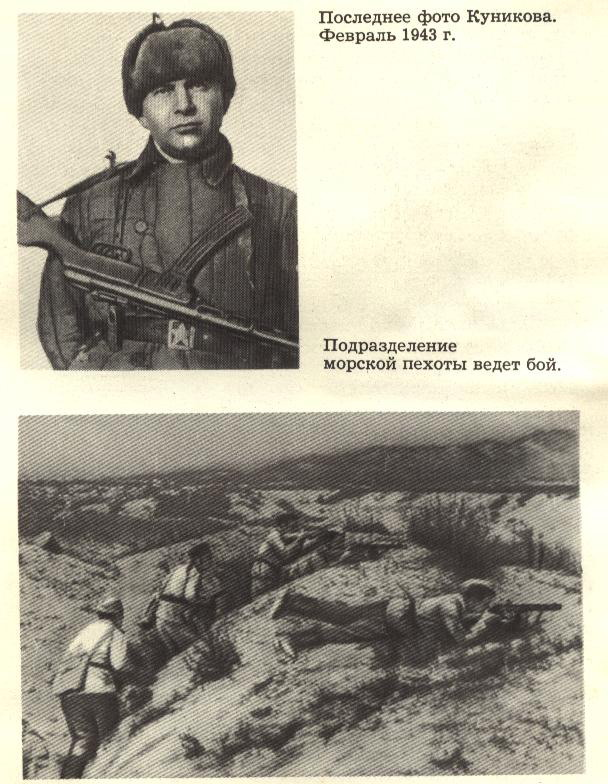 Последнее фото Куникова.
Февраль 1943 г.
Подразделение
морской пехоты ведет бой.